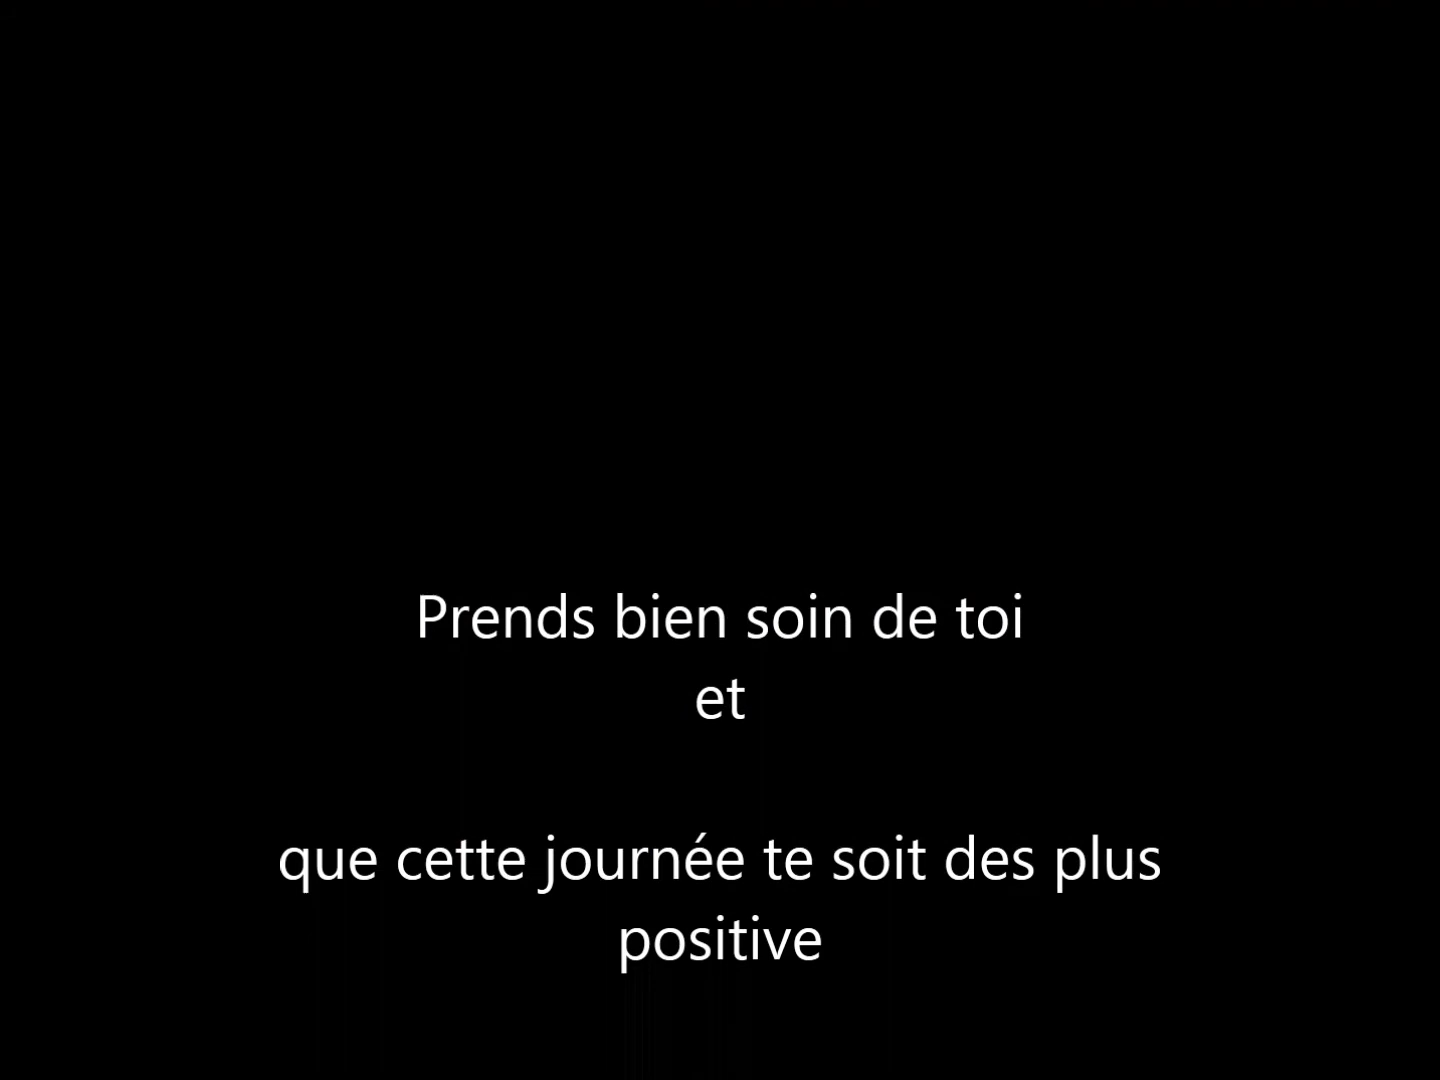 Prends bien soin de toi
et
que cette journée te soit des plus
positive